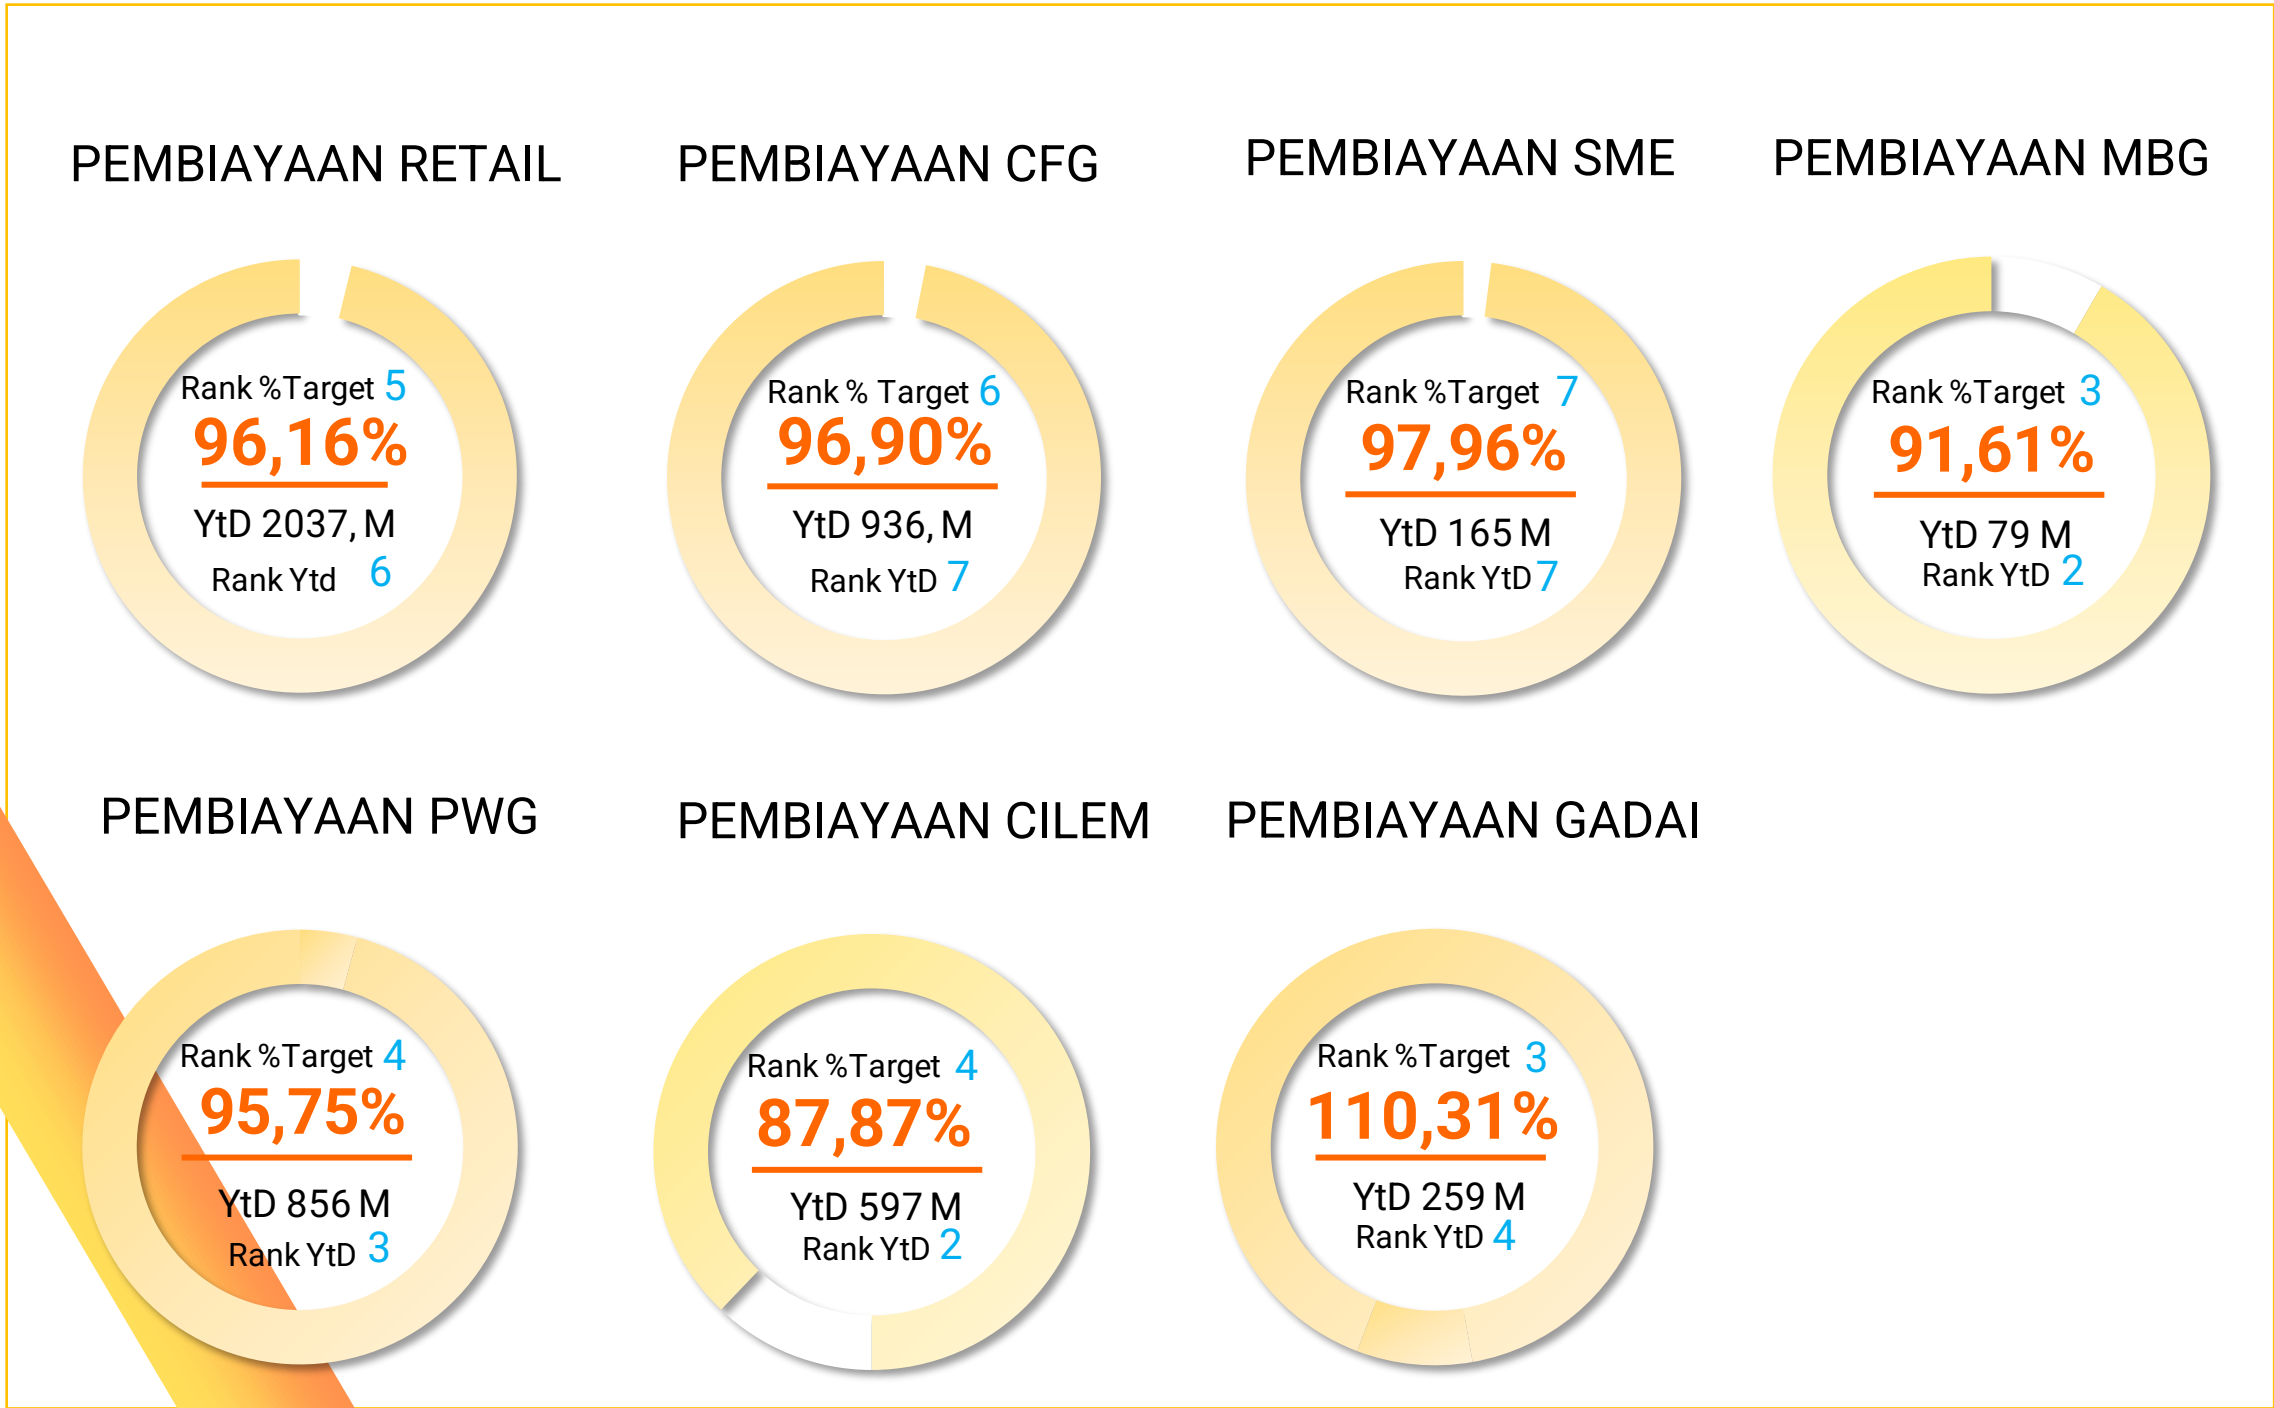 PEMBIAYAAN RETAIL
Rank %Target 5
96,16%
YtD 2037, M
Rank Ytd 6
PEMBIAYAAN CFG
Rank % Target 6
96,90%
YtD 936, M
Rank YtD 7
PEMBIAYAAN SME
Rank %Target 7
97,96%
YtD 165 M
Rank YtD 7
PEMBIAYAAN MBG
Rank %Target 3
91,61%
YtD 79 M
Rank YtD 2
PEMBIAYAAN PWG
Rank %Target 4
95,75%
YtD 856 M
Rank YtD 3
PEMBIAYAAN CILEM
Rank %Target 4
87,87%
YtD 597 M
Rank YtD 2
PEMBIAYAAN GADAI
Rank %Target 3
110,31%
YtD 259 M
Rank YtD 4